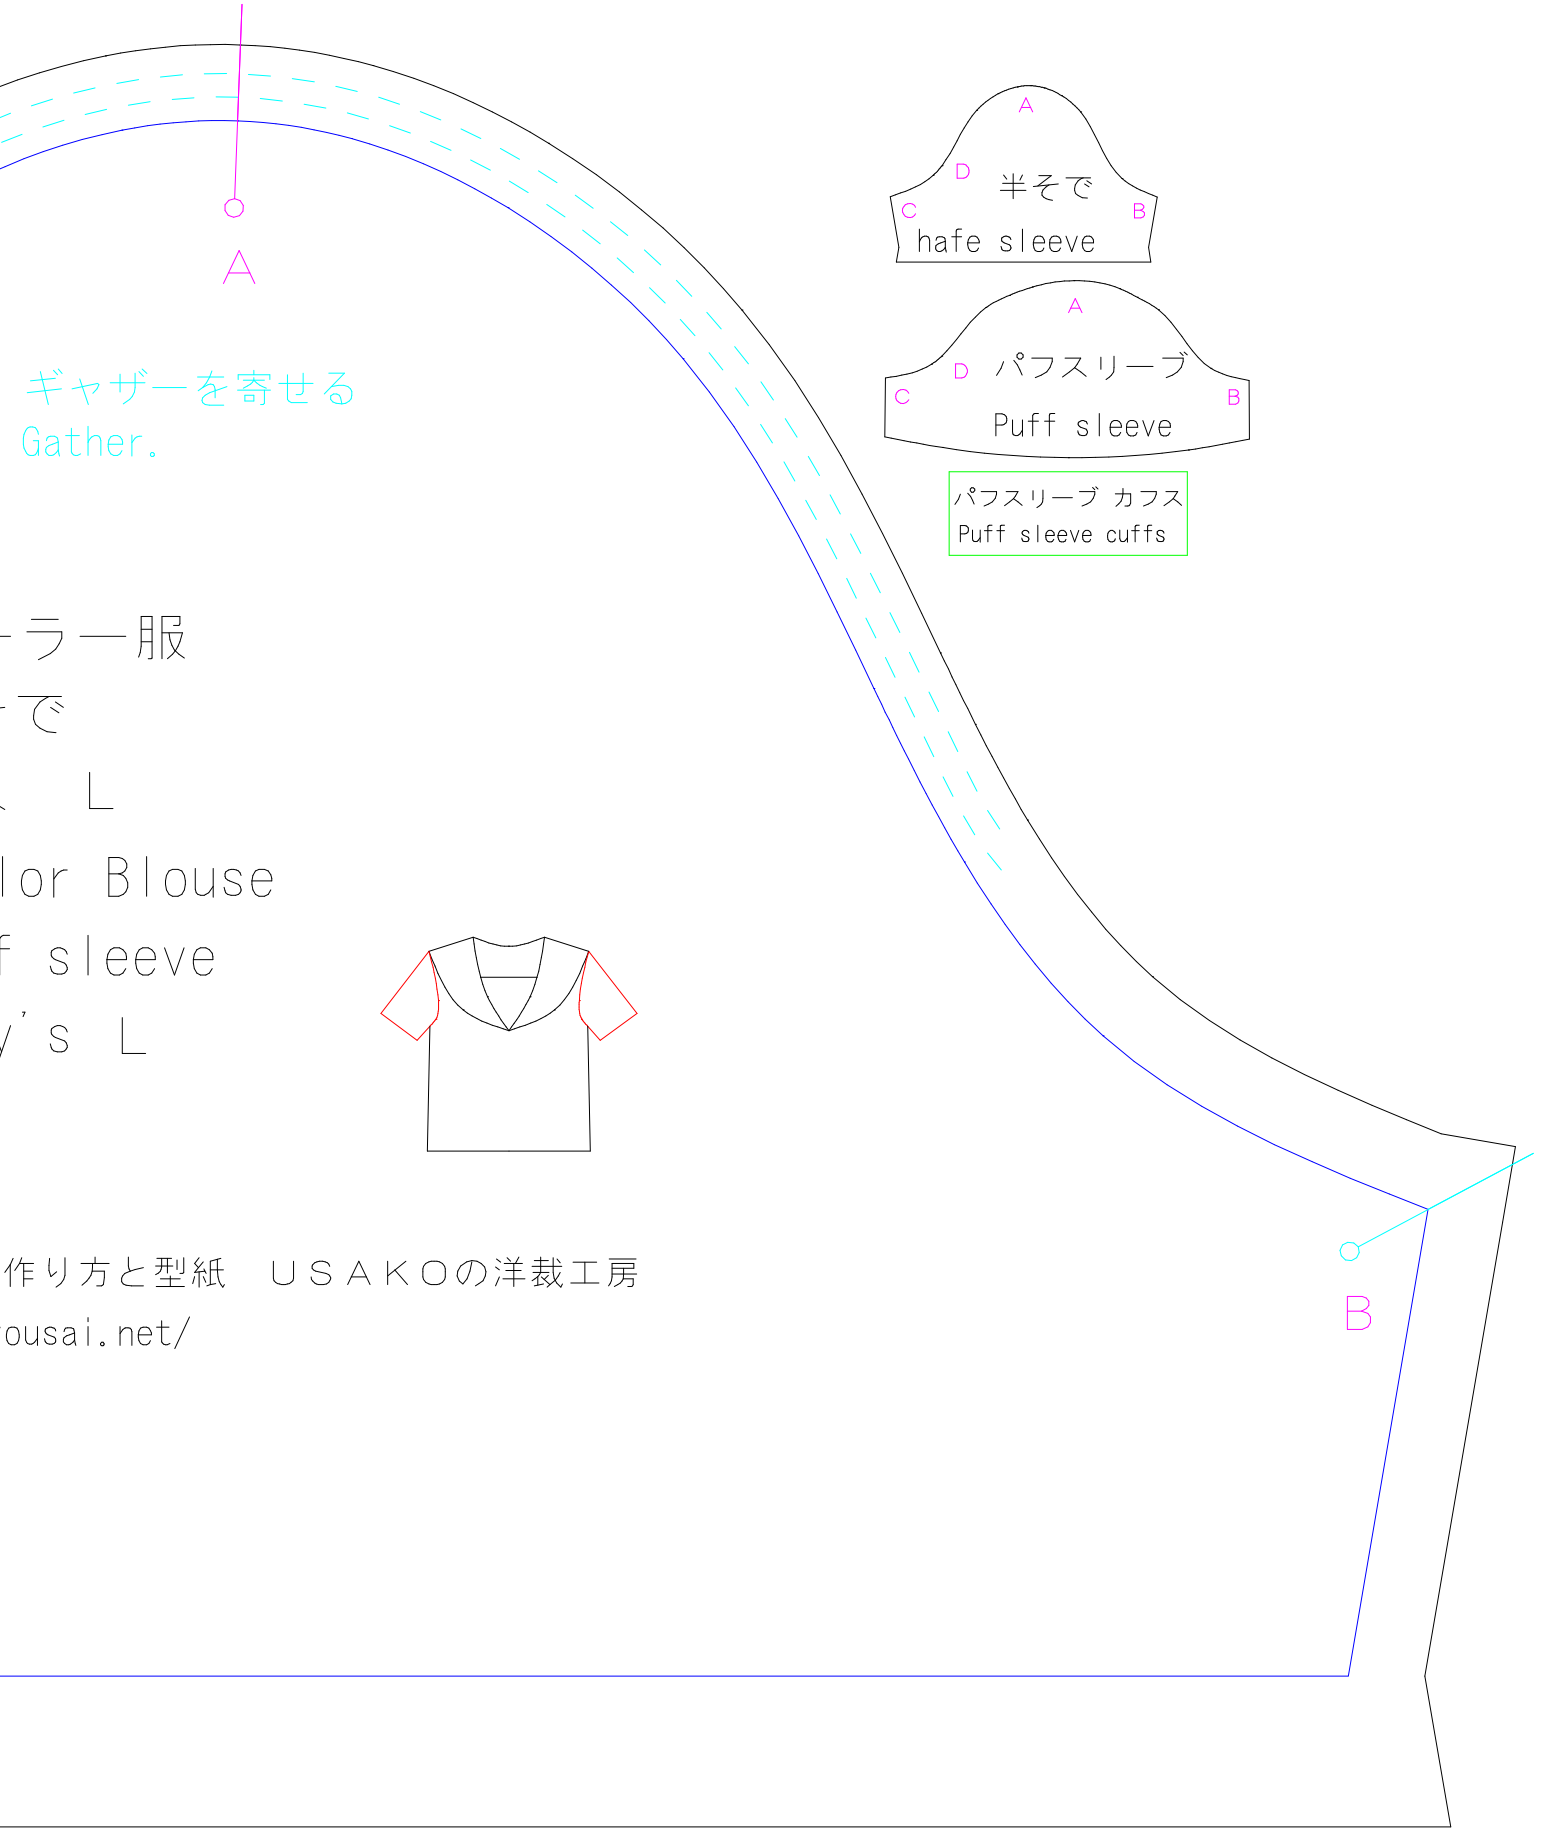 A
ギャザーを寄せる
Gather.
ーラー服
そで
L
lor Blouse
f sleeve
y's L
作り方と型紙　ＵＳＡＫＯの洋裁工房
ousai.net/
A
D
半そで
C
B
hafe sleeve
A
D
パフスリーブ
C
B
Puff sleeve
パフスリーブ カフス
Puff sleeve cuffs
B